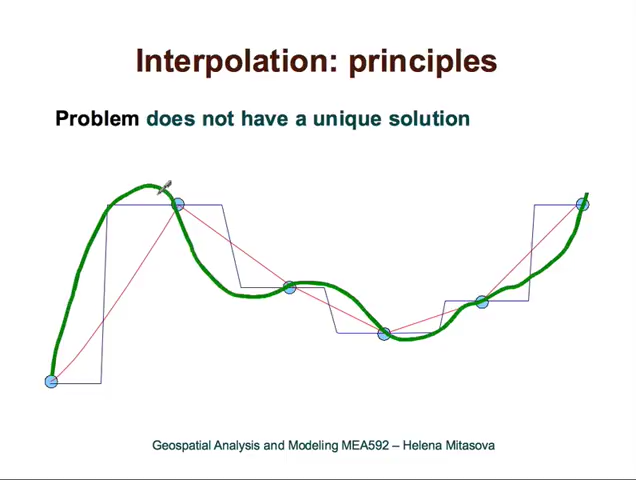 Interpolation: principles
Problem does not have a unique solution
Geospatial Analysis and Modeling MEA592 – Helena Mitasova